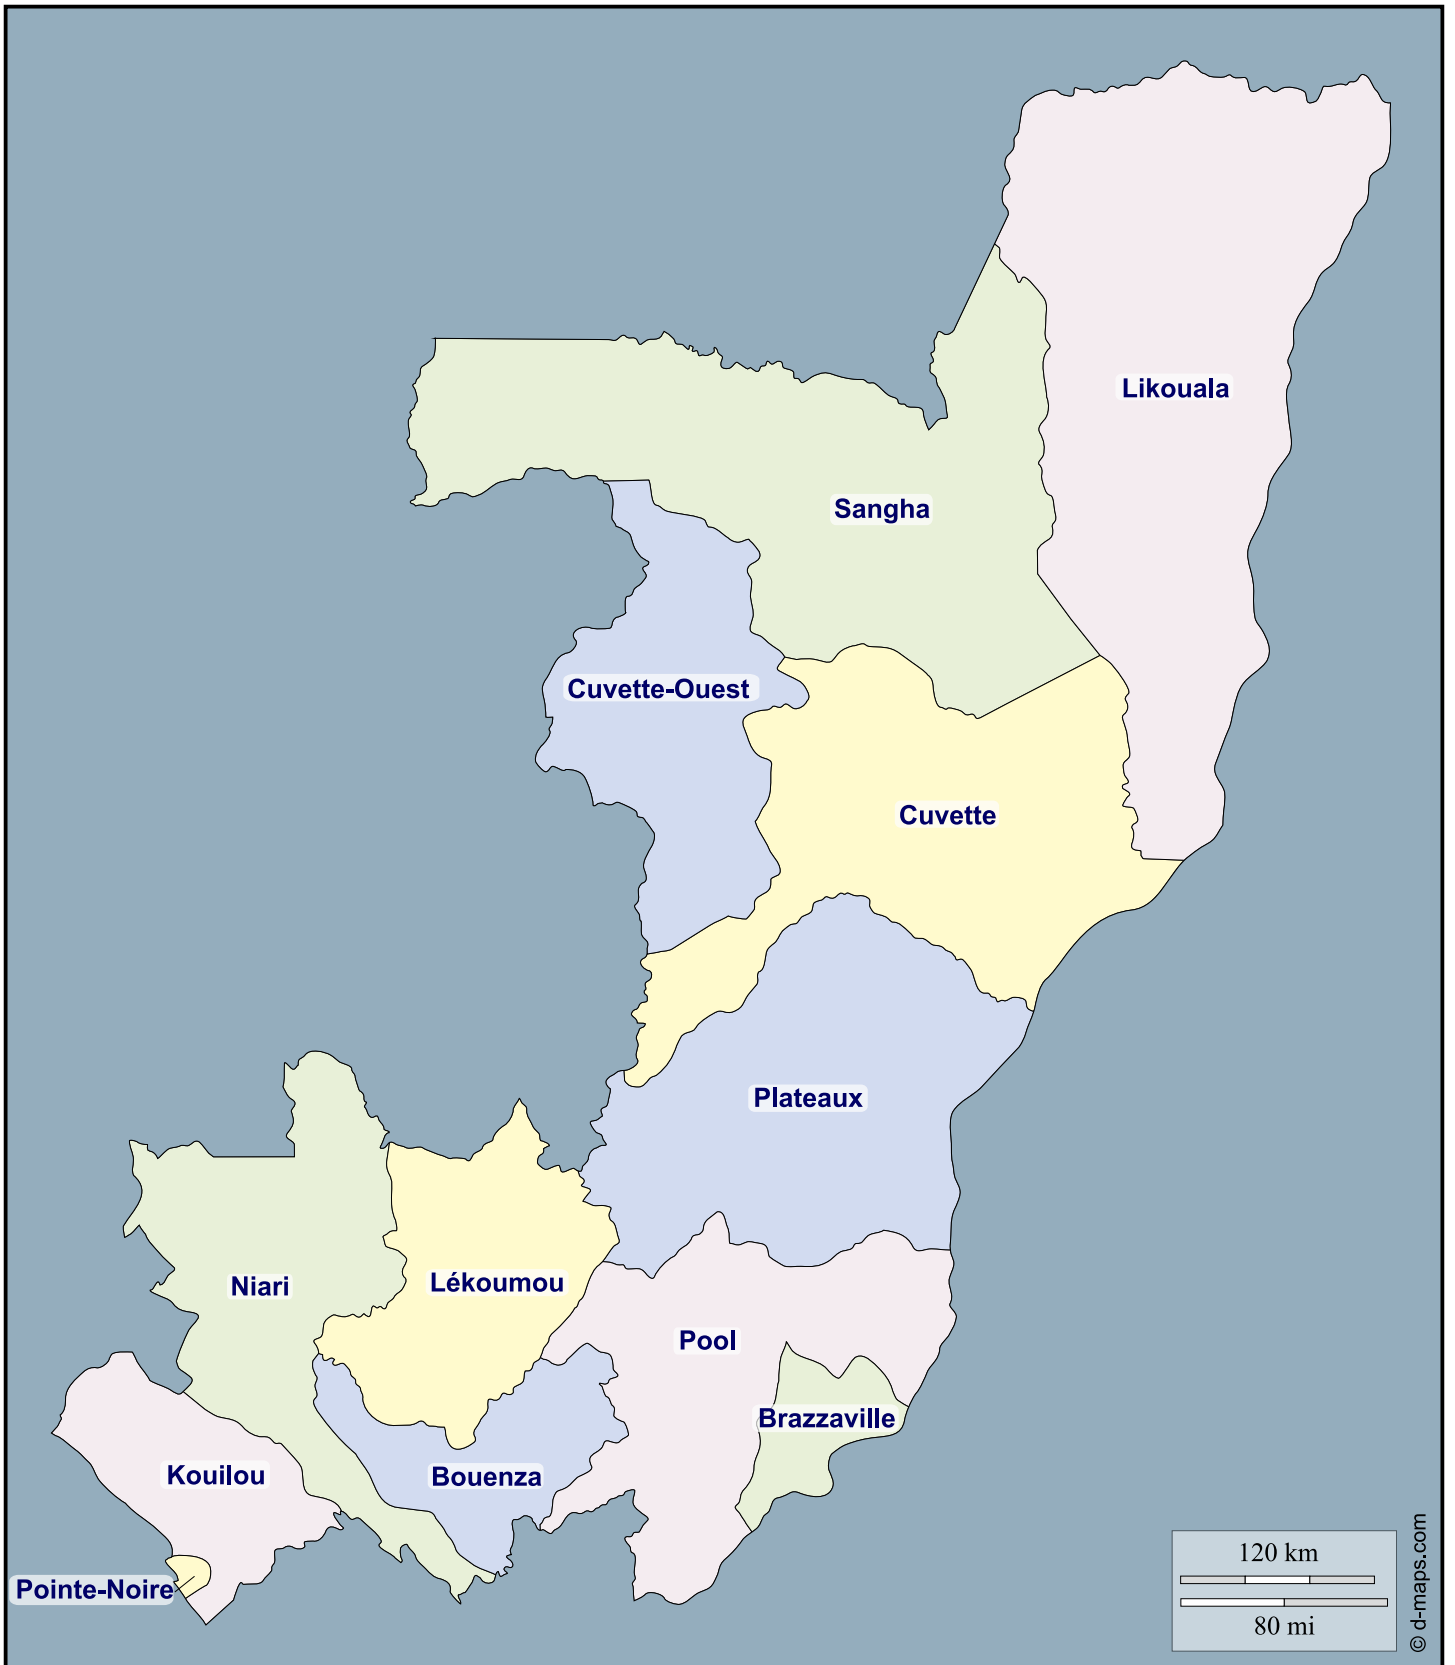 Likouala
Sangha
Cuvette-Ouest
Cuvette
Plateaux
Niari
Lékoumou
Pool
Brazzaville
Kouilou
Bouenza
Pointe-Noire
120 km
80 mi
© d-maps.com